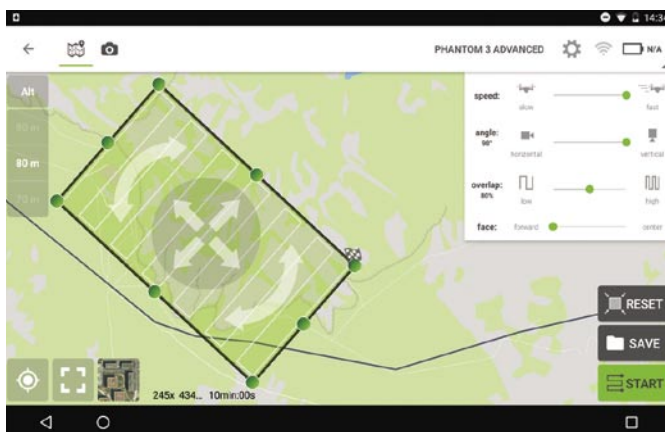 14:34
PHANTOM 3 ADVANCED
N/A
Alt
80 m
speed:
slow
fast
angle:
90°
horizontal
vertical
overlap:
80%
low
high
face:
forward
center
RESET
SAVE
START
245x 434... 10min:00s